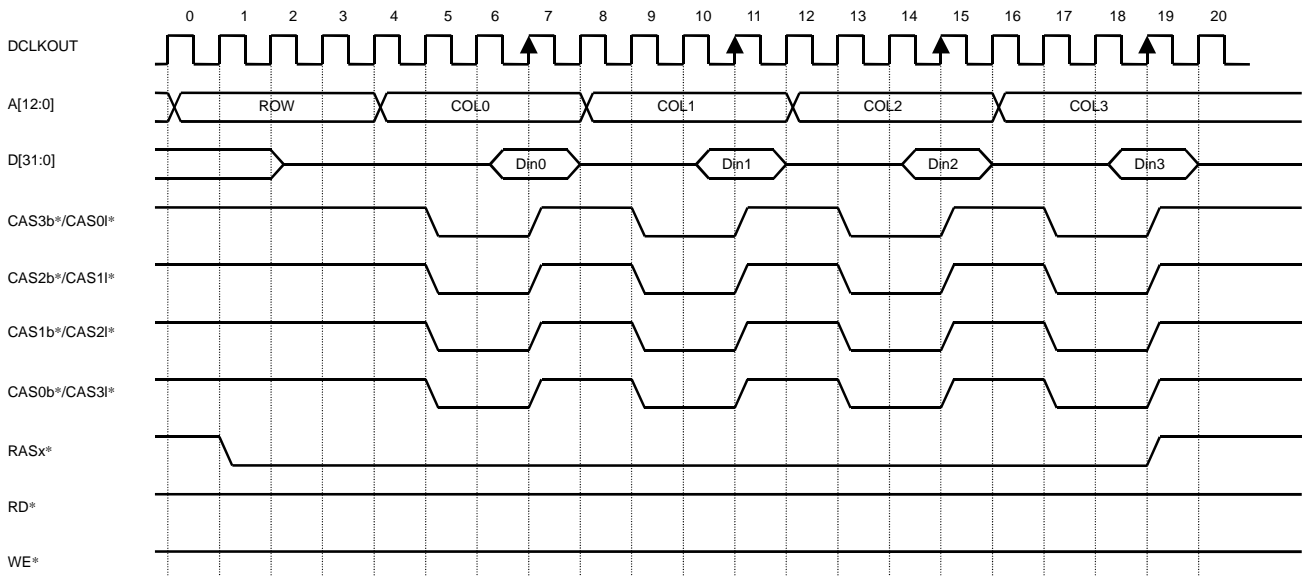 0 1 2 3 4 5 6 7 8 9 10 11 12 13 14 15 16 17 18 19 20
DCLKOUT
A[12:0] ROW COL0 COL1 COL2 COL3
D[31:0] Din0 Din1 Din2 Din3
CAS3b*/CAS0l*
CAS2b*/CAS1l*
CAS1b*/CAS2l*
CAS0b*/CAS3l*
RASx*
RD*
WE*